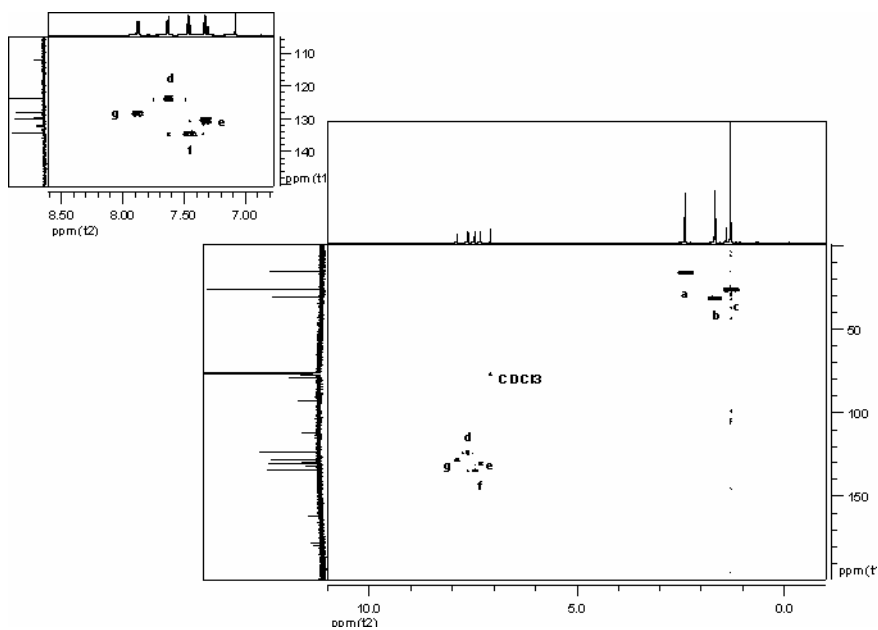 110
120
130
140
ppm (t1
d
g
e
f
8.50 8.00 7.50 7.00
ppm (t2)
a
b
c
CDCl3
d
g
e
f
50
100
150
ppm (t1
10.0 5.0 0.0
ppm (t2)